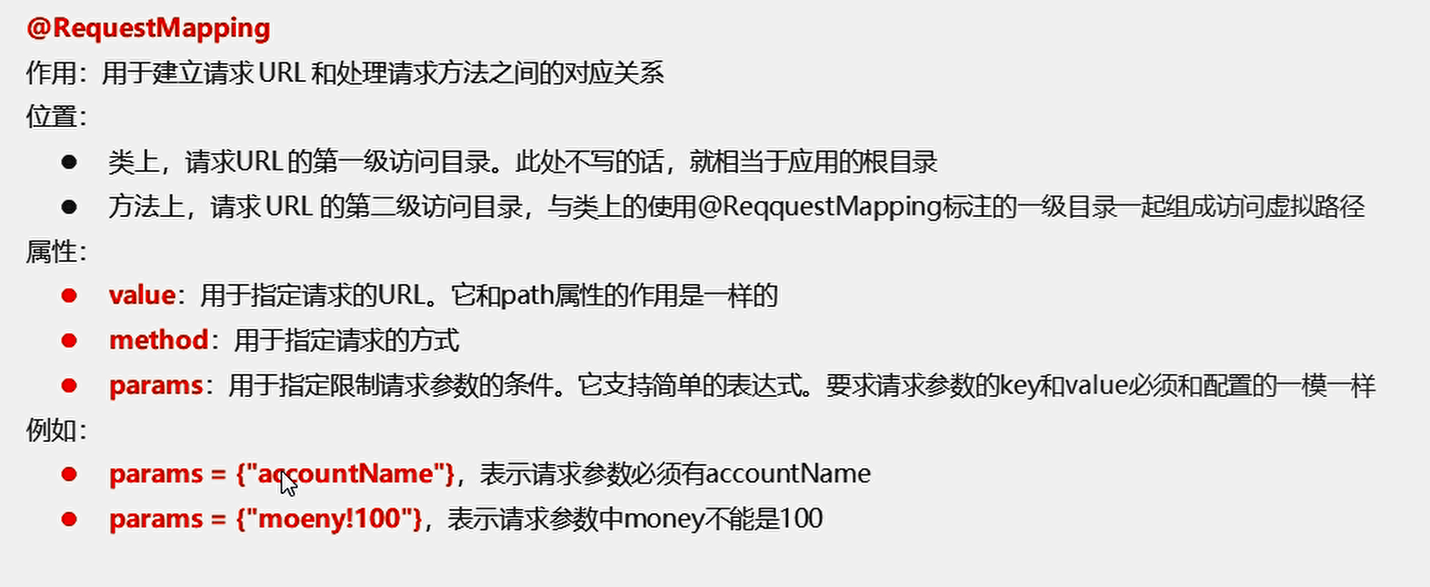 @RequestMapping
作用：用于建立请求 URL 和处理请求方法之间的对应关系
位置：
● 类上，请求URL 的第一级访问目录。此处不写的话，就相当于应用的根目录
● 方法上，请求 URL 的第二级访问目录，与类上的使用@ReqquestMapping标注的一级目录一起组成访问虚拟路径
属性：
● value：用于指定请求的URL。它和path属性的作用是一样的
● method：用于指定请求的方式
● params：用于指定限制请求参数的条件。它支持简单的表达式。要求请求参数的key和value必须和配置的一模一样
例如：
● params = {"accountName"}，表示请求参数必须有accountName
● params = {"moeny!100"}，表示请求参数中money不能是100